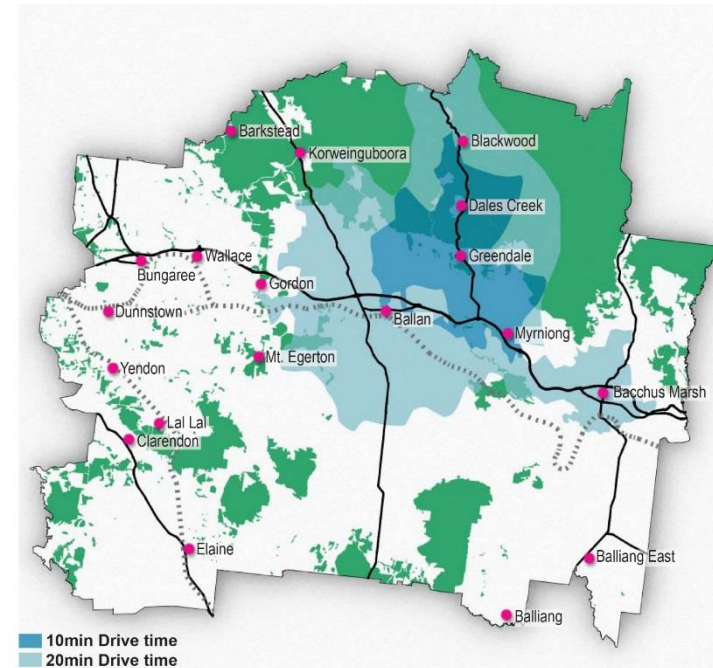 Barkstead
Blackwood
Korweinguboora
Dales Creek
Wallace
Greendale
Bungaree
Gordon
Dunnstown
Ballan
Myrniong
Mt. Egerton
Yendon
Bacchus Marsh
Lal Lal
Clarendon
Elaine
Balliang East
Balliang
10min Drive time
20min Drive time